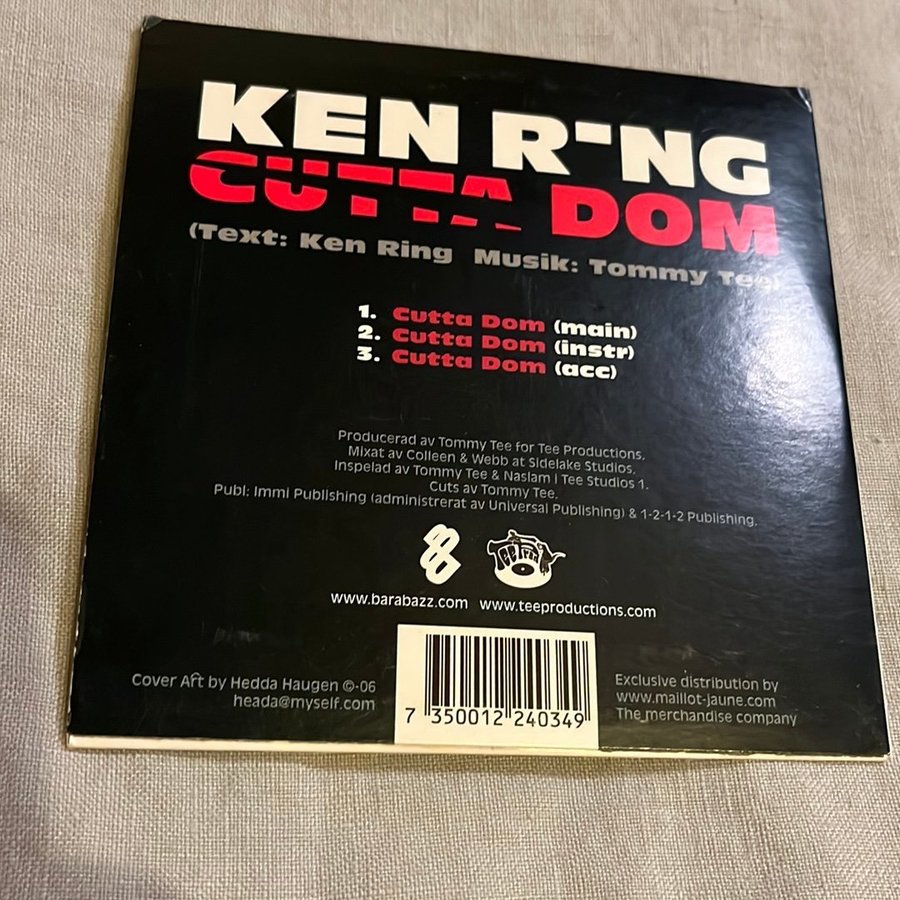 KEN RING
CUTTA DOM
(Text: Ken Ring Musik: Tommy Tee)
1. Cutta Dom (main)
2. Cutta Dom (instr)
3. Cutta Dom (acc)
Producerad av Tommy Tee for Tee Productions.
Mixat av Colleen & Webb at Sidelake Studios.
Inspelad av Tommy Tee & Naslam i Tee Studios 1.
Cuts av Tommy Tee.
Publ: Immi Publishing (administrerat av Universal Publishing) & 1-2-1-2 Publishing.
www.barabazz.com www.teeproductions.com
Cover Art by Hedda Haugen ©-06
heada@myself.com
7 350012 240349
Exclusive distribution by
www.maillot-jaune.com
The merchandise company